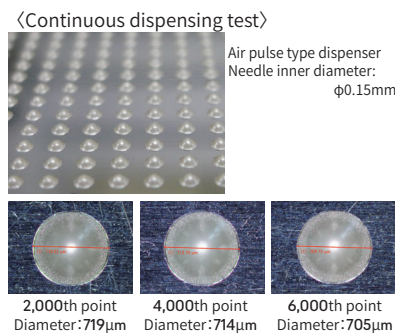 〈Continuous dispensing test〉
Air pulse type dispenser
Needle inner diameter:
φ0.15mm
2,000th point
Diameter:719μm
4,000th point
Diameter:714μm
6,000th point
Diameter:705μm